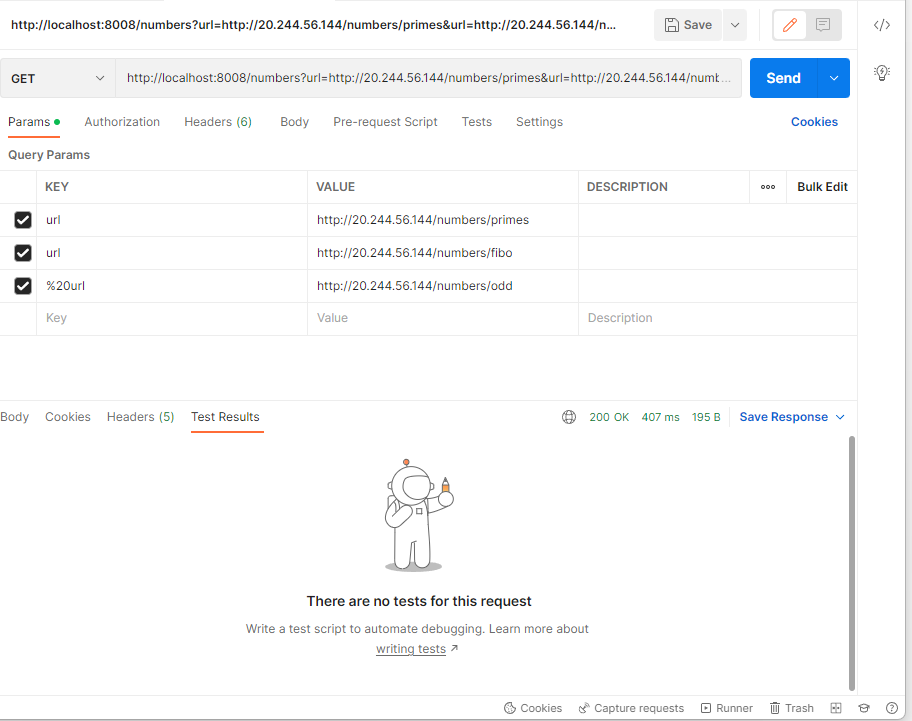 http://localhost:8008/numbers?url=http://20.244.56.144/numbers/primes&url=http://20.244.56.144/n...
Save
GET
http://localhost:8008/numbers?url=http://20.244.56.144/numbers/primes&url=http://20.244.56.144/numb...
Send
Params Authorization Headers (6) Body Pre-request Script Tests Settings Cookies
Query Params
KEY VALUE DESCRIPTION ooo Bulk Edit
url http://20.244.56.144/numbers/primes
url http://20.244.56.144/numbers/fibo
%20url http://20.244.56.144/numbers/odd
Key Value Description
Body Cookies Headers (5) Test Results 200 OK 407 ms 195 B Save Response
There are no tests for this request
Write a test script to automate debugging. Learn more about
writing tests ↗
Cookies Capture requests Runner Trash